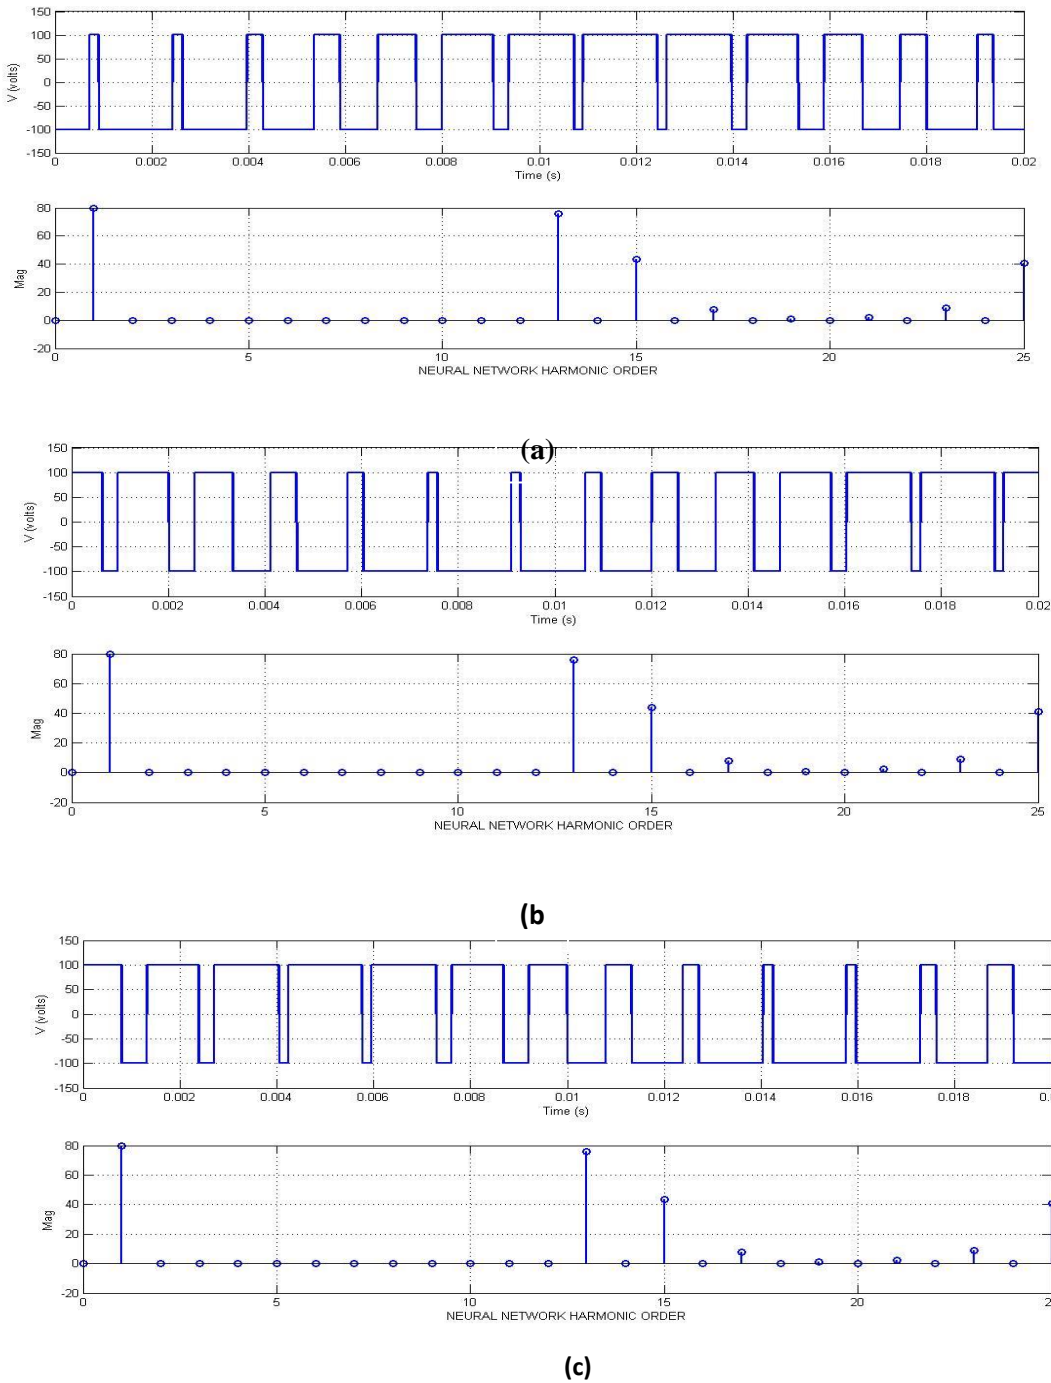 150
100
50
0
-50
-100
-150
V (volts)
0 0.002 0.004 0.006 0.008 0.01 0.012 0.014 0.016 0.018 0.02
Time (s)
80
60
40
20
0
-20
Mag
0 5 10 15 20 25
NEURAL NETWORK HARMONIC ORDER
(a)
150
100
50
0
-50
-100
-150
V (volts)
0 0.002 0.004 0.006 0.008 0.01 0.012 0.014 0.016 0.018 0.02
Time (s)
80
60
40
20
0
-20
Mag
0 5 10 15 20 25
NEURAL NETWORK HARMONIC ORDER
(b
150
100
50
0
-50
-100
-150
V (volts)
0 0.002 0.004 0.006 0.008 0.01 0.012 0.014 0.016 0.018 0.0
Time (s)
80
60
40
20
0
-20
Mag
0 5 10 15 20 2
NEURAL NETWORK HARMONIC ORDER
(c)